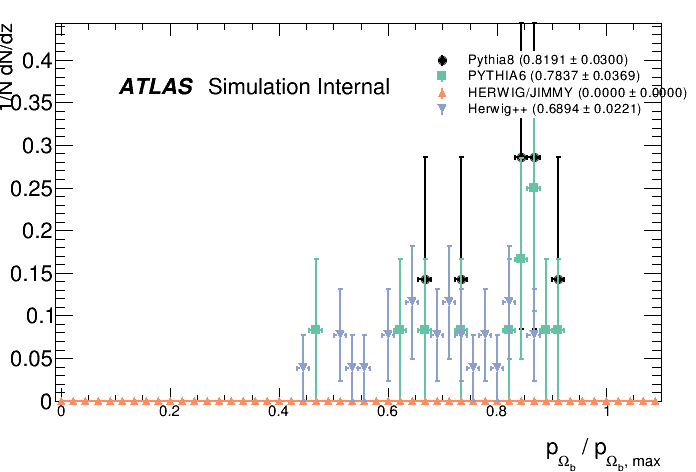 1/N dN/dz
0.4
0.35
0.3
0.25
0.2
0.15
0.1
0.05
0
ATLAS Simulation Internal
Pythia8 (0.8191 ± 0.0300)
PYTHIA6 (0.7837 ± 0.0369)
HERWIG/JIMMY (0.0000 ± 0.0000)
Herwig++ (0.6894 ± 0.0221)
0 0.2 0.4 0.6 0.8 1
p_Ω_b / p_Ω_b, max